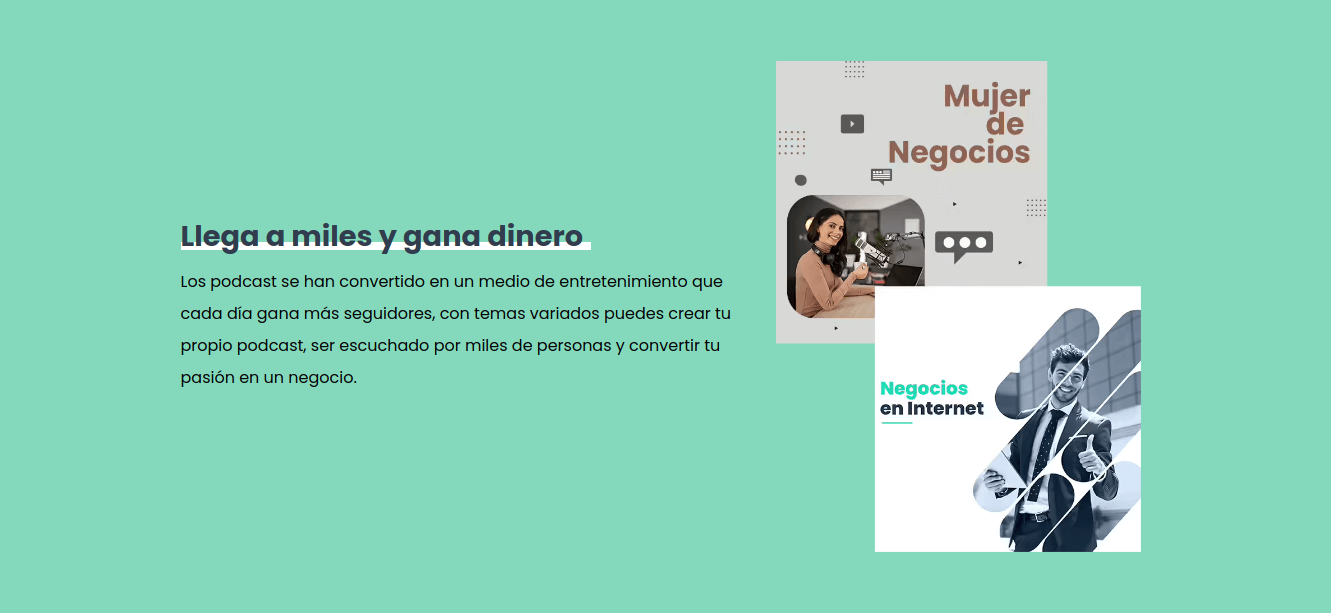 Llega a miles y gana dinero
Los podcast se han convertido en un medio de entretenimiento que
cada día gana más seguidores, con temas variados puedes crear tu
propio podcast, ser escuchado por miles de personas y convertir tu
pasión en un negocio.
Mujer
de
Negocios
Negocios
en Internet